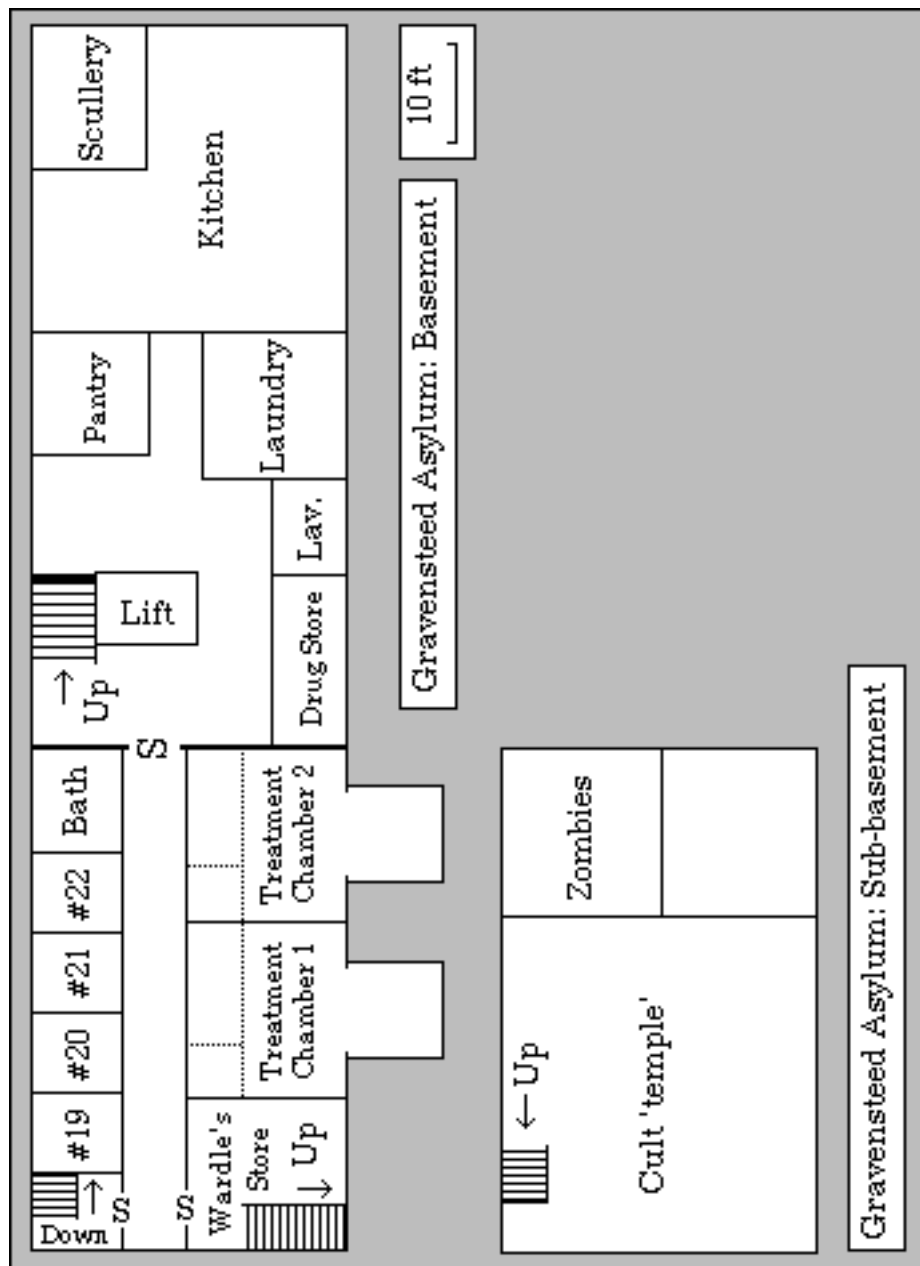 Down
#19
#20
#21
#22
Bath
Up
Lift
Pantry
Scullery
S
S
S
Kitchen
Wardle's
Store
Up
Treatment
Chamber 1
Treatment
Chamber 2
Drug Store
Lav.
Laundry
Gravensteed Asylum: Basement
10 ft
Up
Cult 'temple'
Zombies
Gravensteed Asylum: Sub-basement